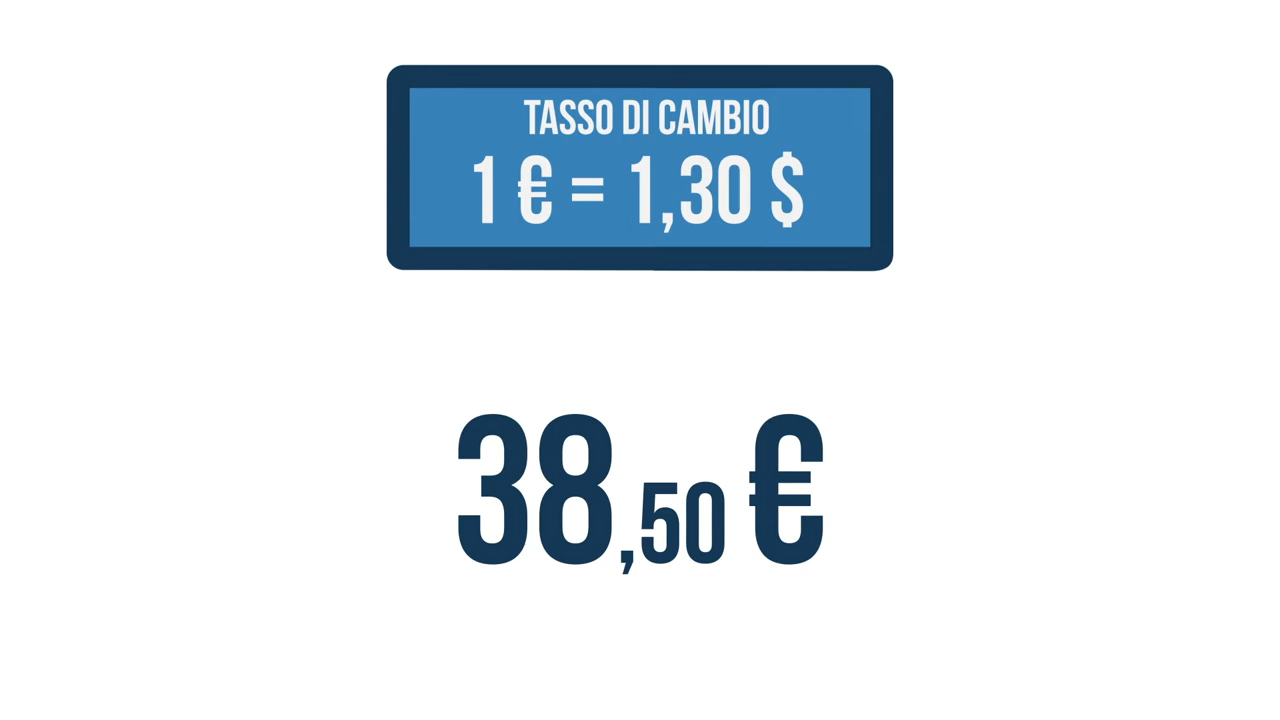 TASSO DI CAMBIO
1 € = 1,30 $
38,50 €